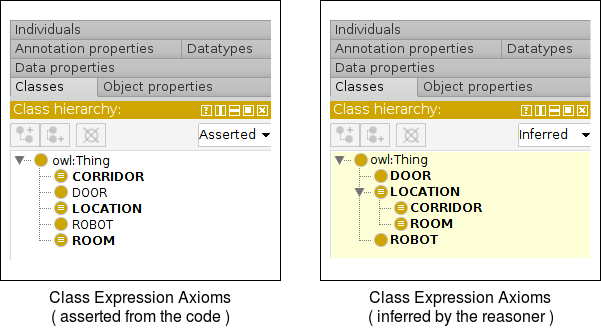 Individuals
Annotation properties Datatypes
Data properties
Classes Object properties
Class hierarchy:
Asserted
owl:Thing
CORRIDOR
DOOR
LOCATION
ROBOT
ROOM
Class Expression Axioms
( asserted from the code )
Individuals
Annotation properties Datatypes
Data properties
Classes Object properties
Class hierarchy:
Inferred
owl:Thing
DOOR
LOCATION
CORRIDOR
ROOM
ROBOT
Class Expression Axioms
( inferred by the reasoner )